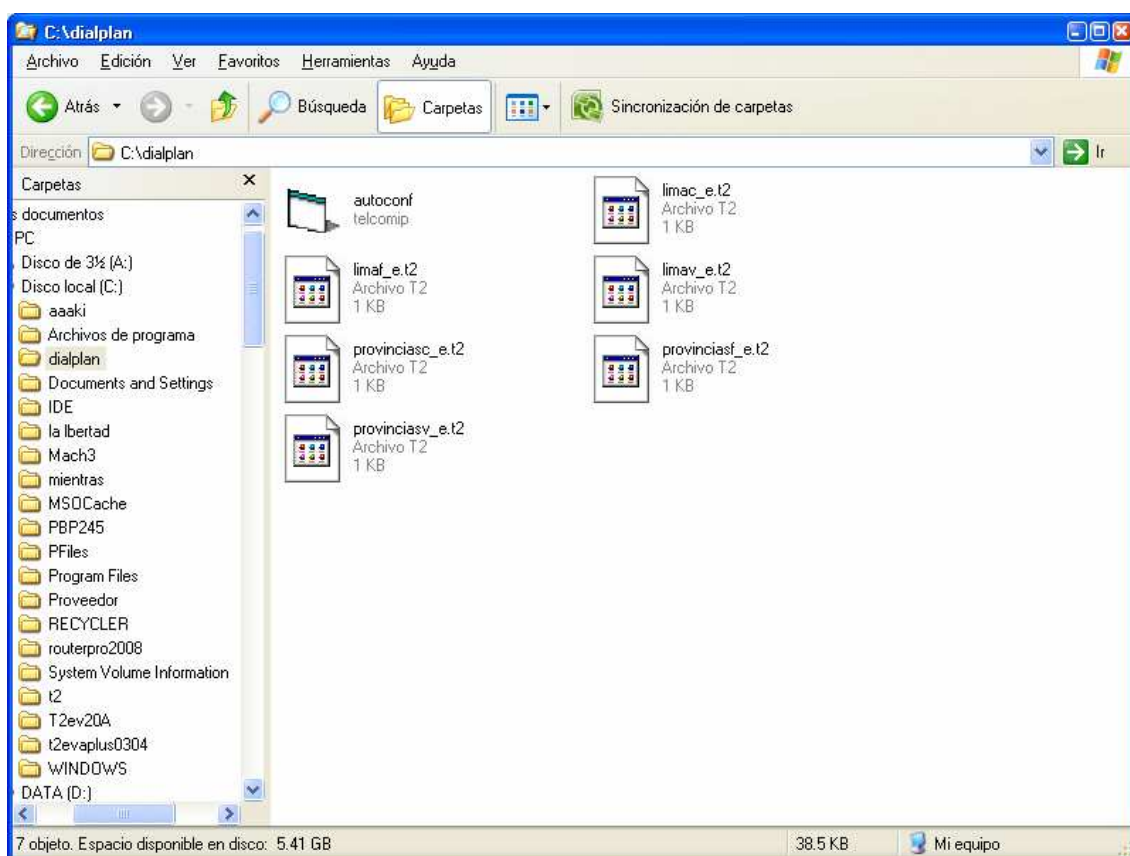 C:\dialplan
Archivo Edición Ver Favoritos Herramientas Ayuda
Atrás Búsqueda Carpetas Sincronización de carpetas
Dirección C:\dialplan Ir
Carpetas
s documentos
PC
Disco de 3½ (A:)
Disco local (C:)
aaaki
Archivos de programa
dialplan
Documents and Settings
IDE
la lbertad
Mach3
mientras
MSOCache
PBP245
PFiles
Program Files
Proveedor
RECYCLER
routerpro2008
System Volume Information
t2
T2ev20A
t2evaplus0304
WINDOWS
DATA (D:)
autoconf
telcomip
limac_e.t2
Archivo T2
1 KB
limaf_e.t2
Archivo T2
1 KB
limav_e.t2
Archivo T2
1 KB
provinciasc_e.t2
Archivo T2
1 KB
provinciasf_e.t2
Archivo T2
1 KB
provinciasv_e.t2
Archivo T2
1 KB
7 objeto. Espacio disponible en disco: 5.41 GB 38.5 KB Mi equipo